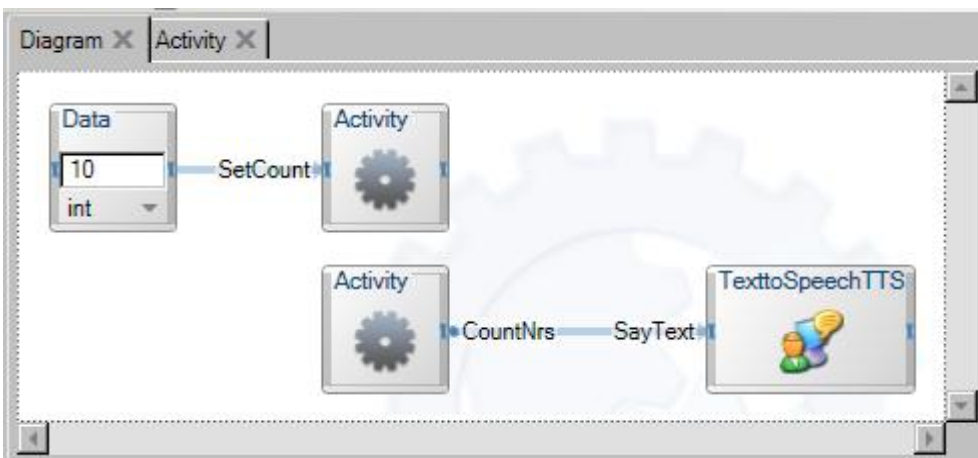 Diagram Activity
Data
10
int
SetCount
Activity
Activity
CountNrs SayText
TexttoSpeechTTS